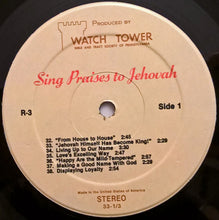 PRODUCED BY
WATCH TOWER
BIBLE AND TRACT SOCIETY OF PENNSYLVANIA
Sing Praises to Jehovah
R-3
Side 1
32. "From House to House" 2:45
33. "Jehovah Himself Has Become King!" 2:29
34. Living Up to Our Name 2:30
35. Love's Excelling Way 2:21
36. "Happy Are the Mild-Tempered" 2:35
37. Making a Good Name with God 2:29
38. Displaying Loyalty 2:54
Made in the United States of America
STEREO
33-1/3